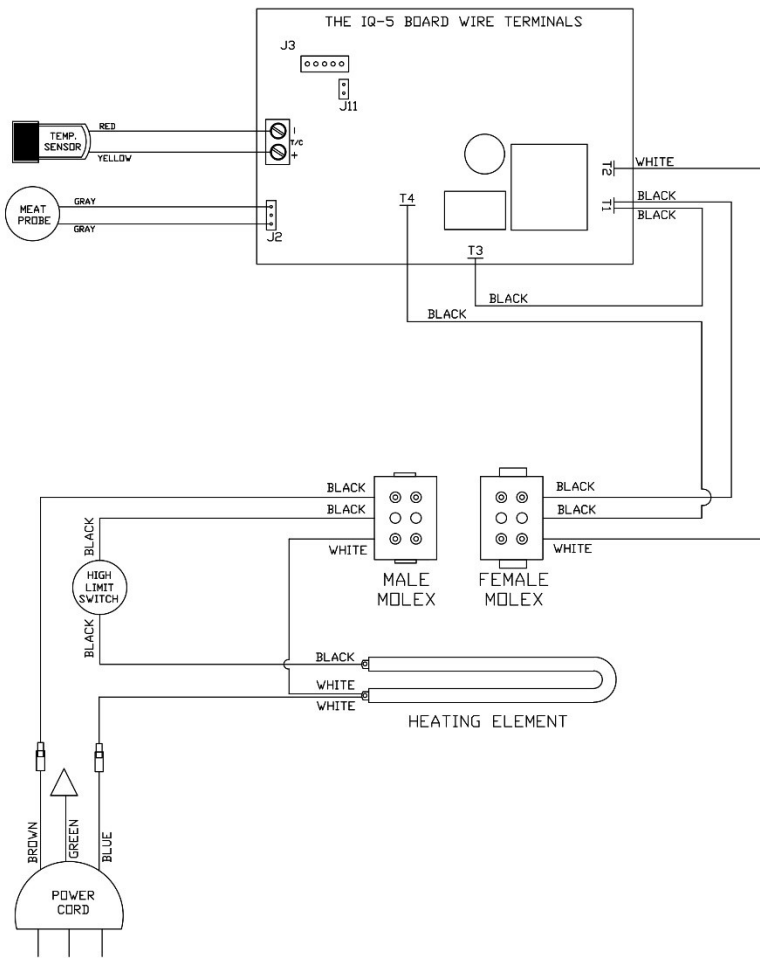 THE IQ-5 BOARD WIRE TERMINALS
J3
J11
RED
TEMP.
SENSOR
YELLOW
-
T/C
+
GRAY
MEAT
PROBE
GRAY
J2
T4
T3
T2
T1
WHITE
BLACK
BLACK
BLACK
BLACK
BLACK
BLACK
WHITE
MALE
MOLEX
BLACK
BLACK
WHITE
FEMALE
MOLEX
BLACK
HIGH
LIMIT
SWITCH
BLACK
BLACK
WHITE
WHITE
HEATING ELEMENT
BROWN
GREEN
BLUE
POWER
CORD